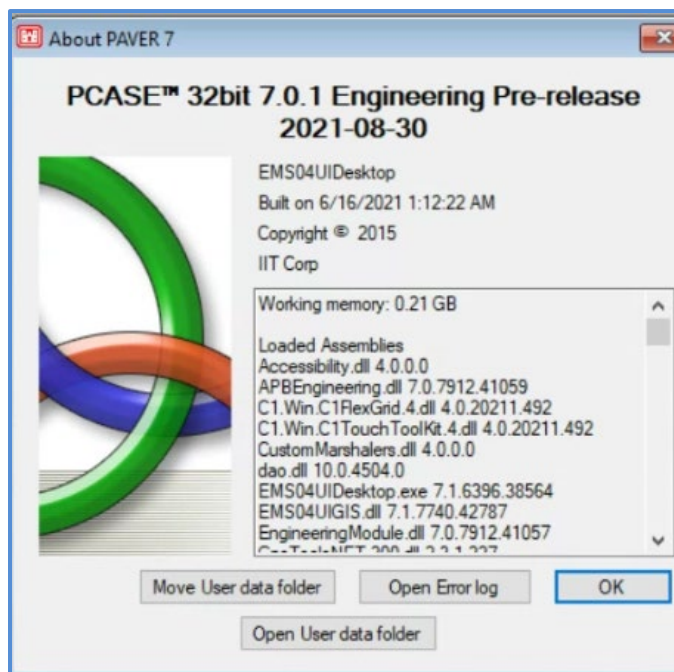 About PAVER 7
PCASE™ 32bit 7.0.1 Engineering Pre-release
2021-08-30
EMS04UIDesktop
Built on 6/16/2021 1:12:22 AM
Copyright © 2015
IIT Corp
Working memory: 0.21 GB
Loaded Assemblies
Accessibility.dll 4.0.0.0
APBEngineering.dll 7.0.7912.41059
C1.Win.C1FlexGrid.4.dll 4.0.20211.492
C1.Win.C1TouchToolKit.4.dll 4.0.20211.492
CustomMarshalers.dll 4.0.0.0
dao.dll 10.0.4504.0
EMS04UIDesktop.exe 7.1.6396.38564
EMS04UIGIS.dll 7.1.7740.42787
EngineeringModule.dll 7.0.7912.41057
Move User data folder
Open Error log
OK
Open User data folder